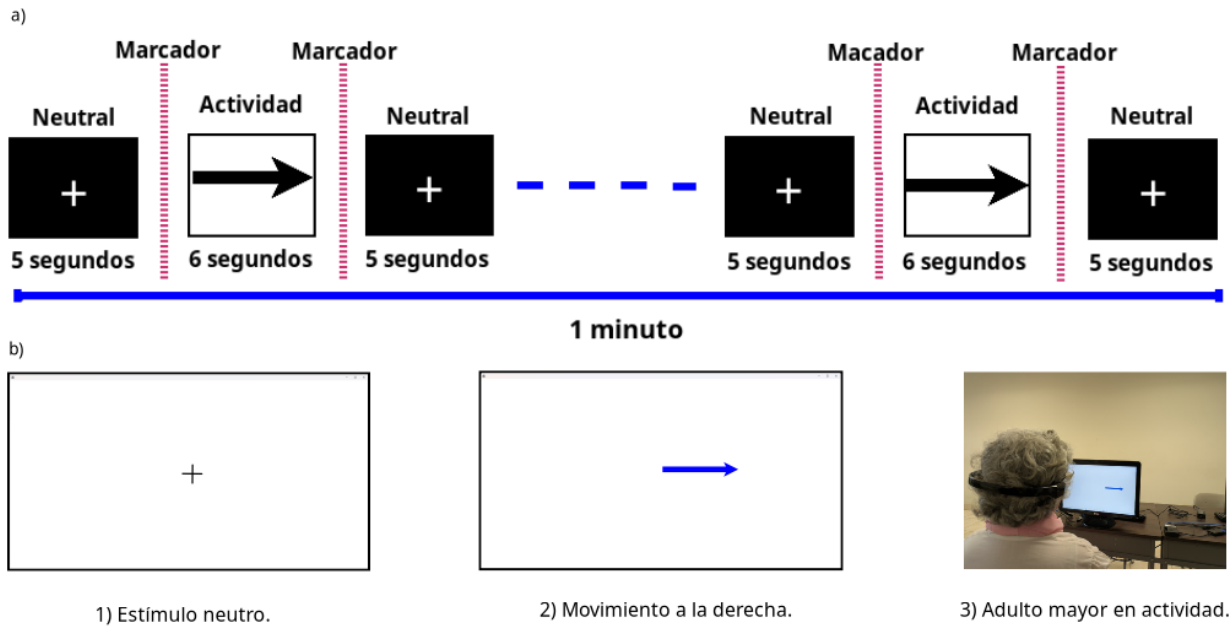 a)
Marcador Marcador Macador Marcador
Neutral Actividad Neutral Neutral Actividad Neutral
5 segundos 6 segundos 5 segundos 5 segundos 6 segundos 5 segundos
1 minuto
b)
1) Estímulo neutro. 2) Movimiento a la derecha. 3) Adulto mayor en actividad.